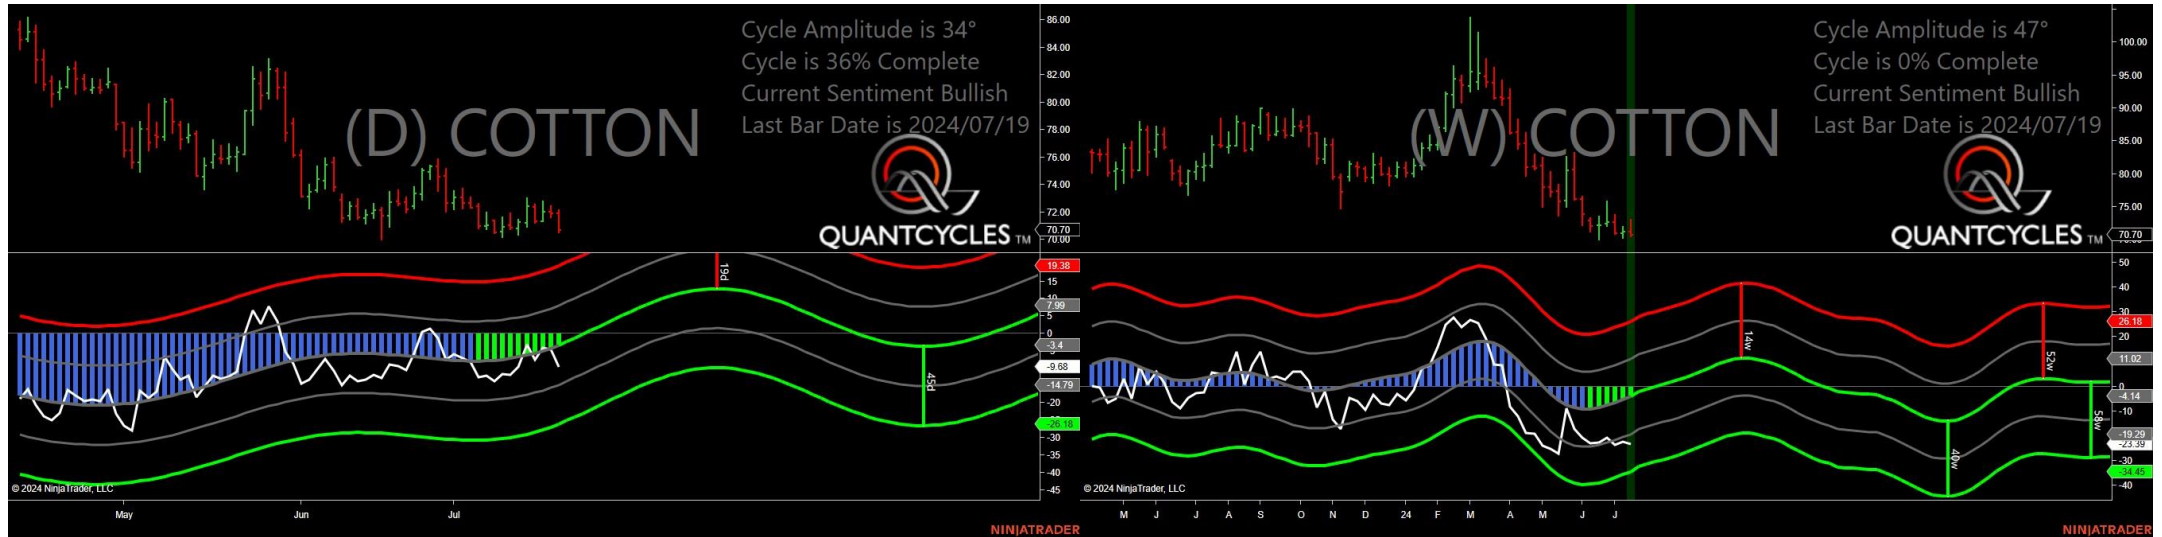 Cycle Amplitude is 34°
Cycle is 36% Complete
Current Sentiment Bullish
Last Bar Date is 2024/07/19
(D) COTTON
QUANTCYCLES TM
86.00
84.00
82.00
80.00
78.00
76.00
74.00
72.00
70.70
70.00
19d
45d
19.38
15
10
7.99
5
0
-3.4
-9.68
-14.79
-20
-26.18
-30
-35
-40
-45
© 2024 NinjaTrader, LLC
May
Jun
Jul
NINJATRADER
Cycle Amplitude is 47°
Cycle is 0% Complete
Current Sentiment Bullish
Last Bar Date is 2024/07/19
(W) COTTON
QUANTCYCLES TM
100.00
95.00
90.00
85.00
80.00
75.00
70.70
14w
52w
40w
58w
50
40
30
26.18
20
11.02
0
-4.14
-10
-19.29
-23.39
-30
-34.45
-40
© 2024 NinjaTrader, LLC
M J J A S O N D 24 F M A M J J
NINJATRADER